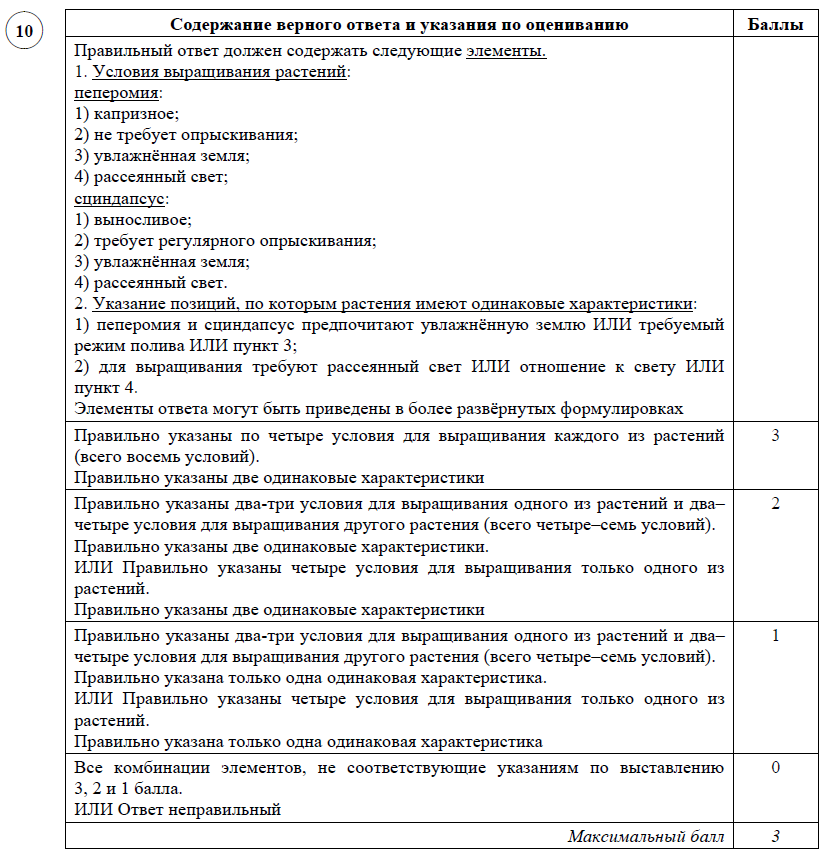 10
Содержание верного ответа и указания по оцениванию
Баллы
Правильный ответ должен содержать следующие элементы.
1. Условия выращивания растений:
пеперомия:
1) капризное;
2) не требует опрыскивания;
3) увлажнённая земля;
4) рассеянный свет;
сциндапсус:
1) выносливое;
2) требует регулярного опрыскивания;
3) увлажнённая земля;
4) рассеянный свет.
2. Указание позиций, по которым растения имеют одинаковые характеристики:
1) пеперомия и сциндапсус предпочитают увлажнённую землю ИЛИ требуемый
режим полива ИЛИ пункт 3;
2) для выращивания требуют рассеянный свет ИЛИ отношение к свету ИЛИ
пункт 4.
Элементы ответа могут быть приведены в более развёрнутых формулировках
Правильно указаны по четыре условия для выращивания каждого из растений
(всего восемь условий).
Правильно указаны две одинаковые характеристики
3
Правильно указаны два-три условия для выращивания одного из растений и два–
четыре условия для выращивания другого растения (всего четыре–семь условий).
Правильно указаны две одинаковые характеристики.
ИЛИ Правильно указаны четыре условия для выращивания только одного из
растений.
Правильно указаны две одинаковые характеристики
2
Правильно указаны два-три условия для выращивания одного из растений и два–
четыре условия для выращивания другого растения (всего четыре–семь условий).
Правильно указана только одна одинаковая характеристика.
ИЛИ Правильно указаны четыре условия для выращивания только одного из
растений.
Правильно указана только одна одинаковая характеристика
1
Все комбинации элементов, не соответствующие указаниям по выставлению
3, 2 и 1 балла.
ИЛИ Ответ неправильный
0
Максимальный балл
3